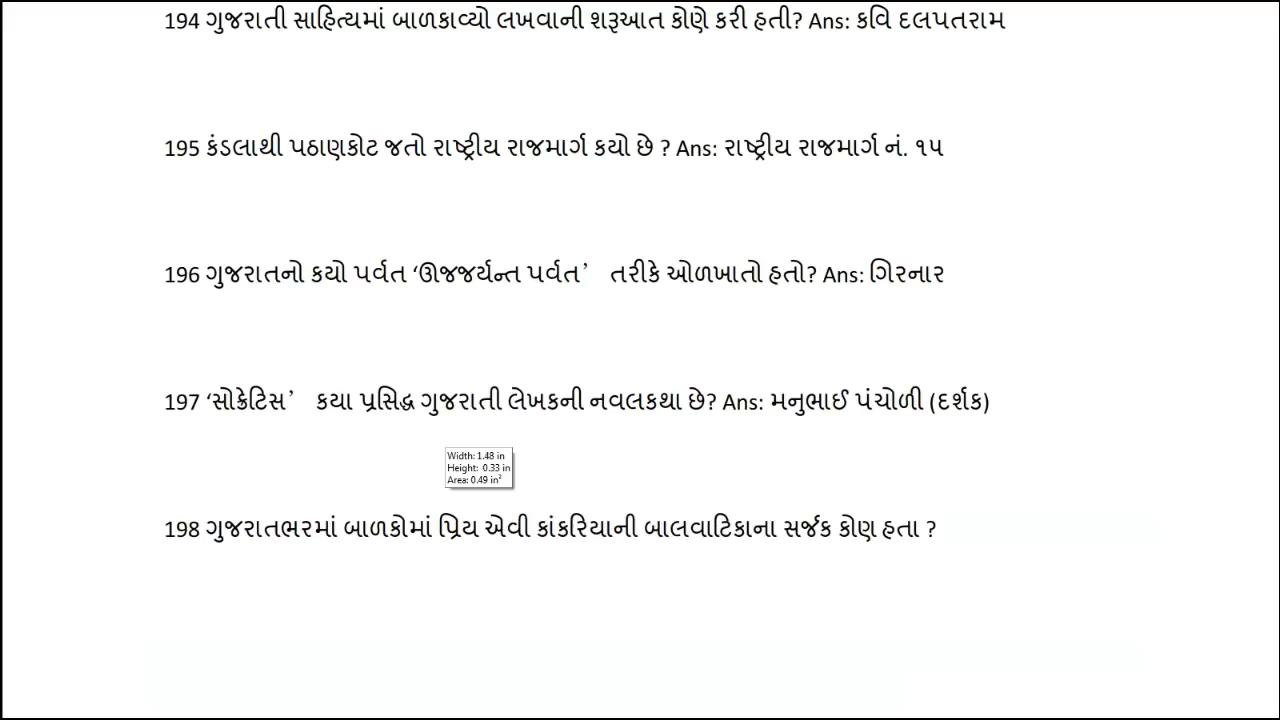 194 ગુજરાતી સાહિત્યમાં બાળકાવ્યો લખવાની શરૂઆત કોણે કરી હતી? Ans: કવિ દલપતરામ
195 કંડલાથી પઠાણકોટ જતો રાષ્ટ્રીય રાજમાર્ગ કયો છે ? Ans: રાષ્ટ્રીય રાજમાર્ગ નં. ૧૫
196 ગુજરાતનો કયો પર્વત ‘ઊજ્જર્યન્ત પર્વત’ તરીકે ઓળખાતો હતો? Ans: ગિરનાર
197 ‘સોક્રેટિસ’ કયા પ્રસિદ્ધ ગુજરાતી લેખકની નવલકથા છે? Ans: મનુભાઈ પંચોળી (દર્શક)
Width: 1.48 in
Height: 0.33 in
Area: 0.49 in²
198 ગુજરાતભરમાં બાળકોમાં પ્રિય એવી કાંકરિયાની બાલવાટિકાના સર્જક કોણ હતા ?